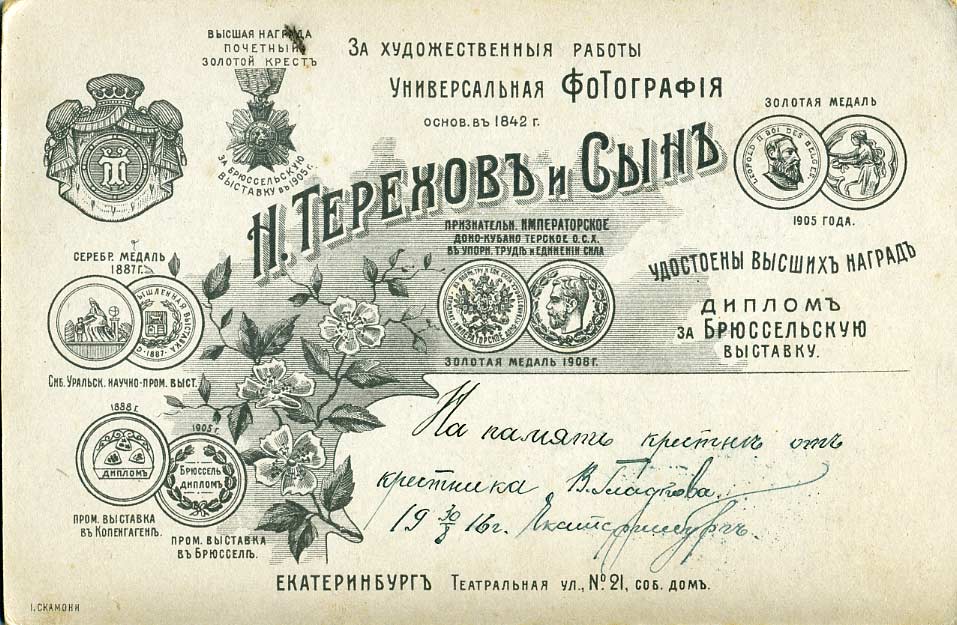 ВЫСШАЯ НАГРАДА
ПОЧЕТНЫЙ
ЗОЛОТОЙ КРЕСТЪ
ЗА БРЮССЕЛЬСКУЮ
ВЫСТАВКУ ВЪ 1905 г.
ЗА ХУДОЖЕСТВЕННЫЯ РАБОТЫ
УНИВЕРСАЛЬНАЯ ФОТОГРАФІЯ
ОСНОВ. ВЪ 1842 г.
Н. ТЕРЕХОВЪ и СЫНЪ
ЗОЛОТАЯ МЕДАЛЬ
LEOPOLD II ROI DES BELGES
1905 ГОДА.
ПРИЗНАТЕЛЬН. ИМПЕРАТОРСКОЕ
ДОНО-КУБАНО ТЕРСКОЕ О.С.Х.
ВЪ УПОРН. ТРУДѢ и ЕДИНЕНІИ СИЛА
ЗОЛОТАЯ МЕДАЛЬ 1908 г.
УДОСТОЕНЫ ВЫСШИХЪ НАГРАДЪ
ДИПЛОМЪ
ЗА БРЮССЕЛЬСКУЮ
ВЫСТАВКУ.
СЕРЕБР. МЕДАЛЬ
1887 г.
1887
СИБ. УРАЛЬСК. НАУЧНО-ПРОМ. ВЫСТ.
1888 г.
ДИПЛОМЪ
ПРОМ. ВЫСТАВКА
ВЪ КОПЕНГАГЕНѢ.
1905 г.
БРЮССЕЛЬ
ДИПЛОМЪ
ПРОМ. ВЫСТАВКА
ВЪ БРЮССЕЛѢ.
На память крестнѣ отъ
крестника В. Гладкова.
19 30/X 16 г. Екатеринбургъ.
ЕКАТЕРИНБУРГЪ ТЕАТРАЛЬНАЯ УЛ., № 21, СОБ. ДОМЪ.
І. СКАМОНИ